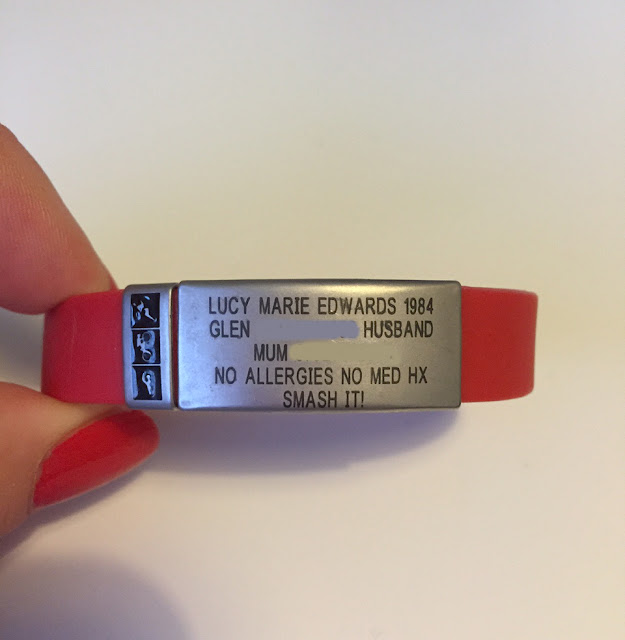 LUCY MARIE EDWARDS 1984
GLEN HUSBAND
MUM
NO ALLERGIES NO MED HX
SMASH IT!